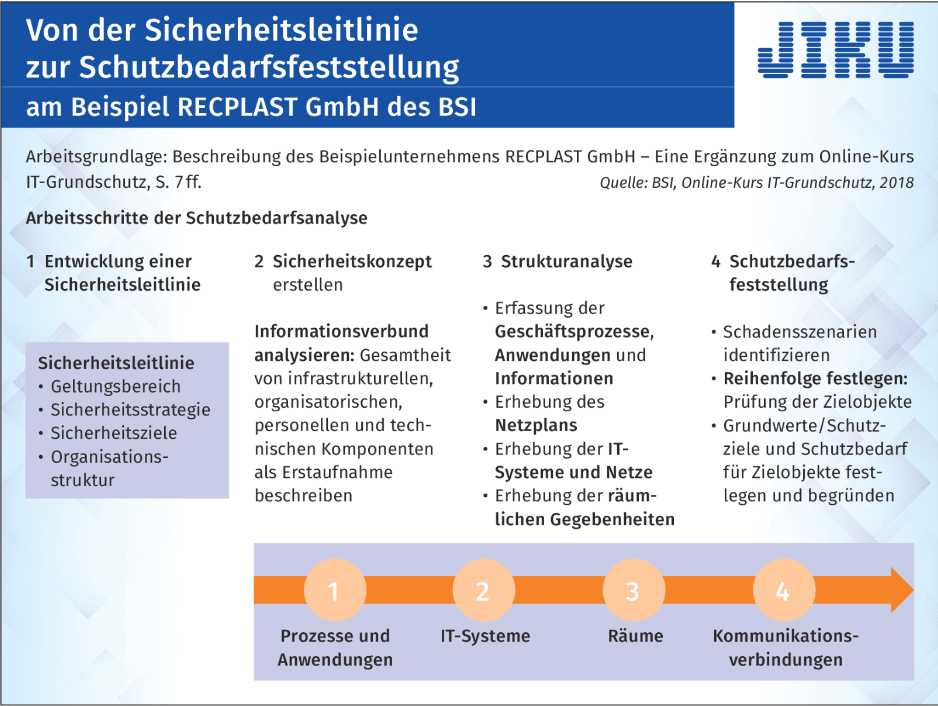 Von der Sicherheitsleitlinie
zur Schutzbedarfsfeststellung
am Beispiel RECPLAST GmbH des BSI
JIKU
Arbeitsgrundlage: Beschreibung des Beispielunternehmens RECPLAST GmbH – Eine Ergänzung zum Online-Kurs
IT-Grundschutz, S. 7 ff.
Quelle: BSI, Online-Kurs IT-Grundschutz, 2018
Arbeitsschritte der Schutzbedarfsanalyse
1 Entwicklung einer
Sicherheitsleitlinie
Sicherheitsleitlinie
• Geltungsbereich
• Sicherheitsstrategie
• Sicherheitsziele
• Organisations-
struktur
2 Sicherheitskonzept
erstellen
Informationsverbund
analysieren: Gesamtheit
von infrastrukturellen,
organisatorischen,
personellen und tech-
nischen Komponenten
als Erstaufnahme
beschreiben
3 Strukturanalyse
• Erfassung der
Geschäftsprozesse,
Anwendungen und
Informationen
• Erhebung des
Netzplans
• Erhebung der IT-
Systeme und Netze
• Erhebung der räum-
lichen Gegebenheiten
4 Schutzbedarfs-
feststellung
• Schadensszenarien
identifizieren
• Reihenfolge festlegen:
Prüfung der Zielobjekte
• Grundwerte/Schutz-
ziele und Schutzbedarf
für Zielobjekte fest-
legen und begründen
1
Prozesse und
Anwendungen
2
IT-Systeme
3
Räume
4
Kommunikations-
verbindungen